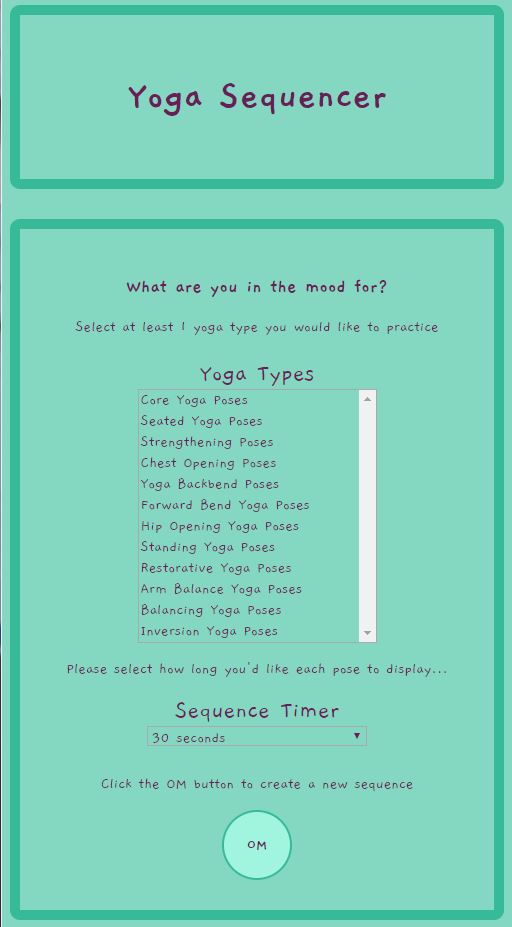 Yoga Sequencer
What are you in the mood for?
Select at least 1 yoga type you would like to practice
Yoga Types
Core Yoga Poses
Seated Yoga Poses
Strengthening Poses
Chest Opening Poses
Yoga Backbend Poses
Forward Bend Yoga Poses
Hip Opening Yoga Poses
Standing Yoga Poses
Restorative Yoga Poses
Arm Balance Yoga Poses
Balancing Yoga Poses
Inversion Yoga Poses
Please select how long you'd like each pose to display...
Sequence Timer
30 seconds
Click the OM button to create a new sequence
OM